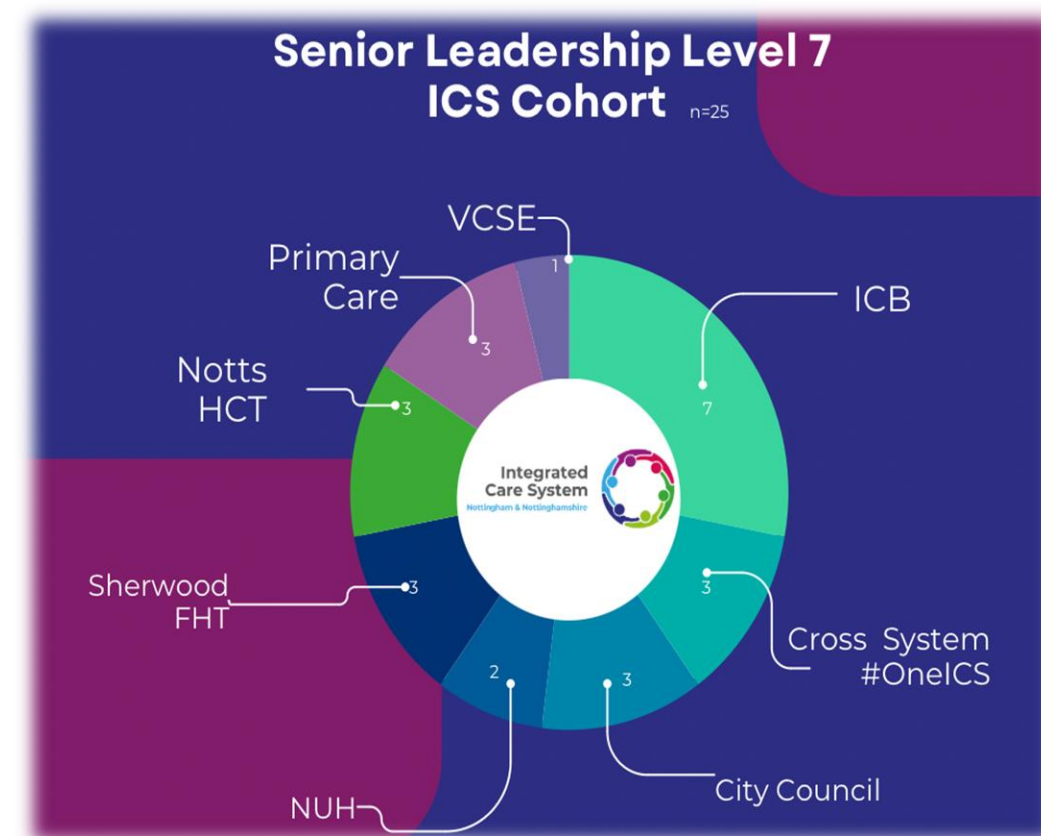 Senior Leadership Level 7
ICS Cohort n=25
VCSE
1
Primary
Care
3
ICB
7
Notts
HCT
3
Integrated
Care System
Nottingham & Nottinghamshire
Sherwood
FHT
3
3
Cross System
#OneICS
2
3
City Council
NUH